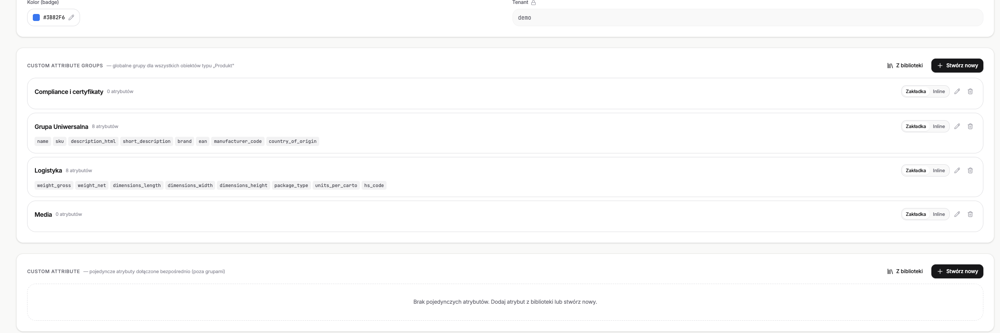 Kolor (badge)
Tenant
#3B82F6
demo
CUSTOM ATTRIBUTE GROUPS — globalne grupy dla wszystkich obiektów typu „Produkt"
Z biblioteki
+ Stwórz nowy
Compliance i certyfikaty 0 atrybutów
Zakładka Inline
Grupa Uniwersalna 8 atrybutów
Zakładka Inline
name sku description_html short_description brand ean manufacturer_code country_of_origin
Logistyka 8 atrybutów
Zakładka Inline
weight_gross weight_net dimensions_length dimensions_width dimensions_height package_type units_per_carto hs_code
Media 0 atrybutów
Zakładka Inline
CUSTOM ATTRIBUTE — pojedyncze atrybuty dołączone bezpośrednio (poza grupami)
Z biblioteki
+ Stwórz nowy
Brak pojedynczych atrybutów. Dodaj atrybut z biblioteki lub stwórz nowy.